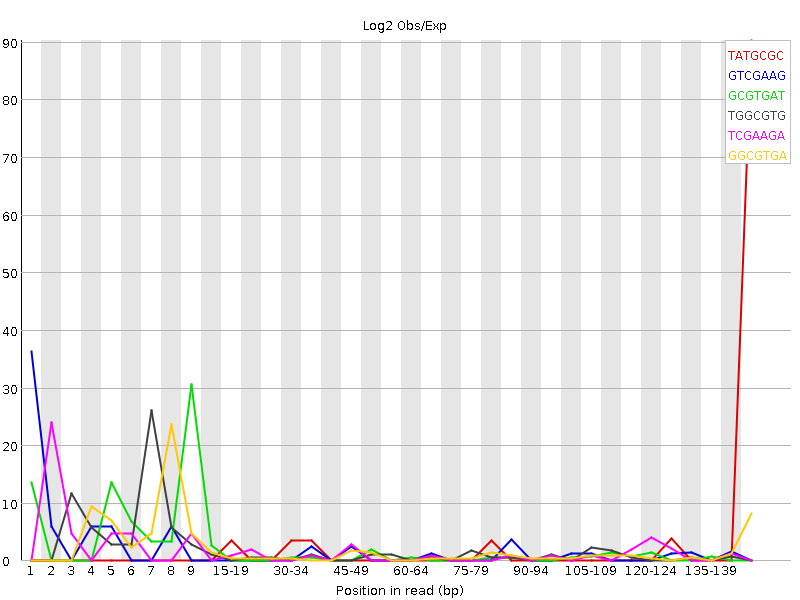 Log2 Obs/Exp
90
80
70
60
50
40
30
20
10
0
TATGCGC
GTCGAAG
GCGTGAT
TGGCGTG
TCGAAGA
GGCGTGA
1 2 3 4 5 6 7 8 9 15-19 30-34 45-49 60-64 75-79 90-94 105-109 120-124 135-139
Position in read (bp)